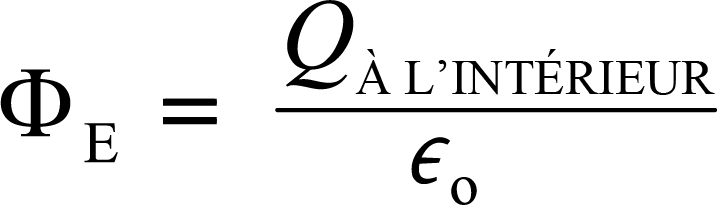 Φ_E = Q_À L’INTÉRIEUR / ϵ_o